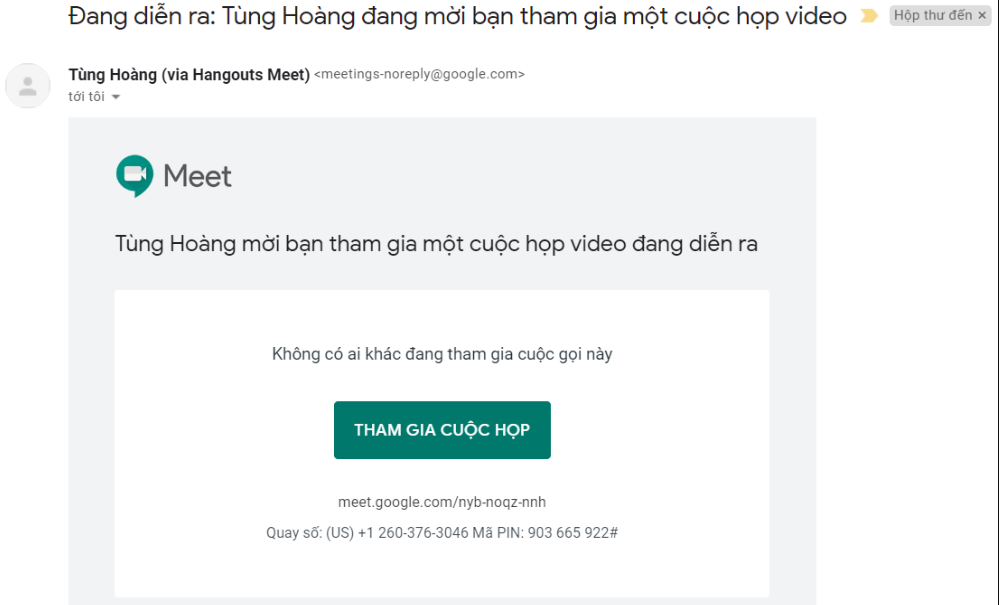 Đang diễn ra: Tùng Hoàng đang mời bạn tham gia một cuộc họp video Hộp thư đến ×
Tùng Hoàng (via Hangouts Meet) <meetings-noreply@google.com>
tới tôi
Meet
Tùng Hoàng mời bạn tham gia một cuộc họp video đang diễn ra
Không có ai khác đang tham gia cuộc gọi này
THAM GIA CUỘC HỌP
meet.google.com/nyb-noqz-nnh
Quay số: (US) +1 260-376-3046 Mã PIN: 903 665 922#